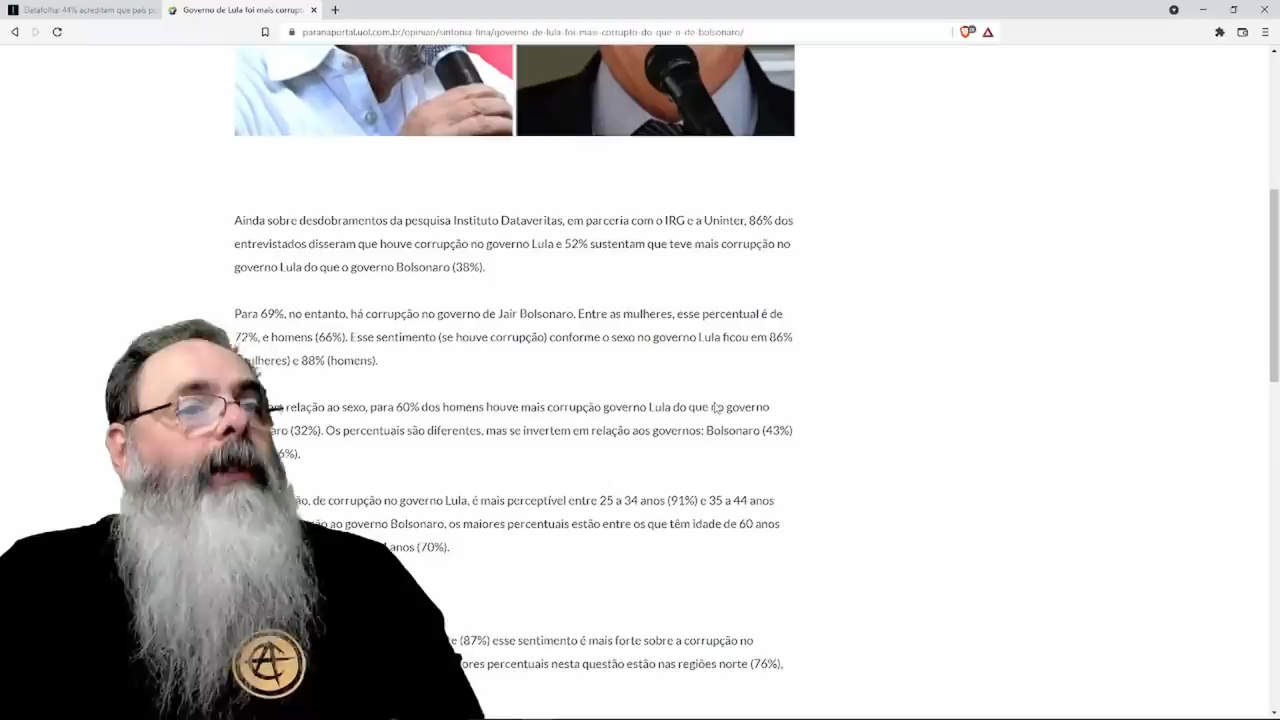 Datafolha: 44% acreditam que país
Governo de Lula foi mais corrupt
paranaportal.uol.com.br/opiniao/sintonia-fina/governo-de-lula-foi-mais-corrupto-do-que-o-de-bolsonaro/
Ainda sobre desdobramentos da pesquisa Instituto Dataveritas, em parceria com o IRG e a Uninter, 86% dos
entrevistados disseram que houve corrupção no governo Lula e 52% sustentam que teve mais corrupção no
governo Lula do que o governo Bolsonaro (38%).
Para 69%, no entanto, há corrupção no governo de Jair Bolsonaro. Entre as mulheres, esse percentual é de
72%, e homens (66%). Esse sentimento (se houve corrupção) conforme o sexo no governo Lula ficou em 86%
lheres) e 88% (homens).
relação ao sexo, para 60% dos homens houve mais corrupção governo Lula do que governo
aro (32%). Os percentuais são diferentes, mas se invertem em relação aos governos: Bolsonaro (43%)
6%).
ão, de corrupção no governo Lula, é mais perceptível entre 25 a 34 anos (91%) e 35 a 44 anos
ão ao governo Bolsonaro, os maiores percentuais estão entre os que têm idade de 60 anos
anos (70%).
e (87%) esse sentimento é mais forte sobre a corrupção no
ores percentuais nesta questão estão nas regiões norte (76%),